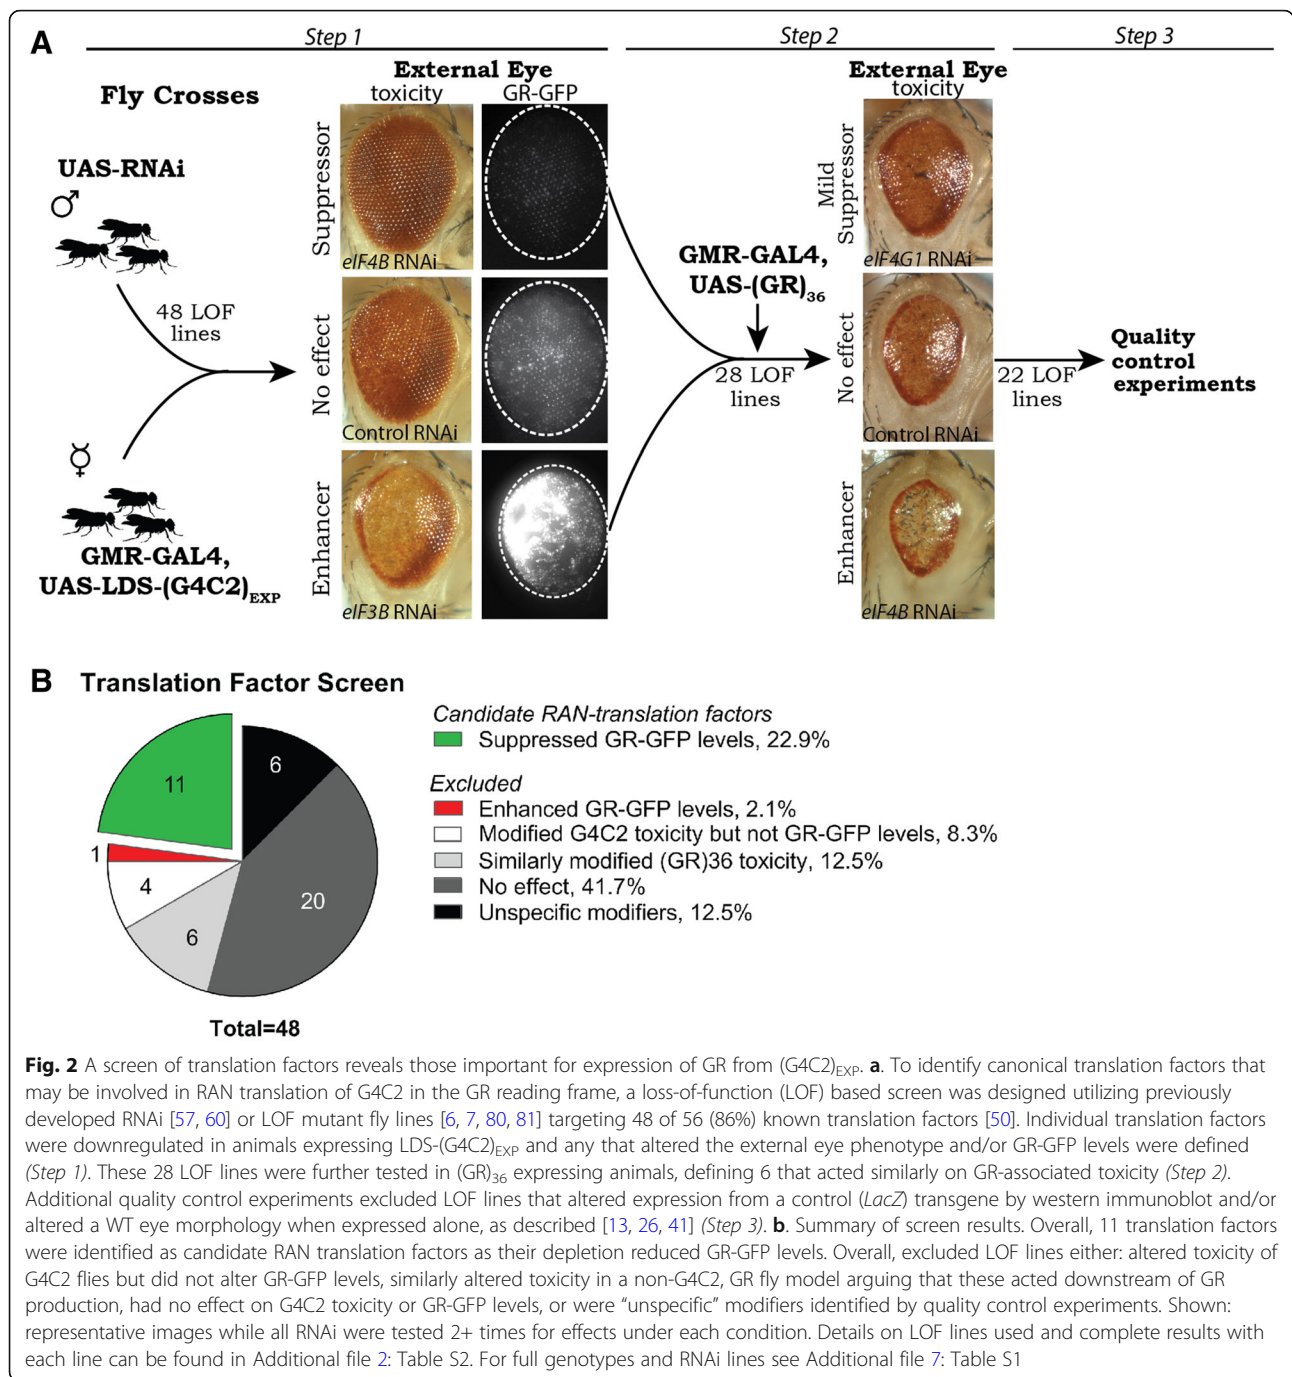 A
Step 1
Step 2
Step 3
Fly Crosses
External Eye
toxicity
GR-GFP
External Eye
toxicity
UAS-RNAi
♂
48 LOF
lines
☿
GMR-GAL4,
UAS-LDS-(G4C2)EXP
Suppressor
eIF4B RNAi
No effect
Control RNAi
Enhancer
eIF3B RNAi
GMR-GAL4,
UAS-(GR)36
28 LOF
lines
Mild
Suppressor
eIF4G1 RNAi
No effect
Control RNAi
Enhancer
eIF4B RNAi
22 LOF
lines
Quality
control
experiments
B Translation Factor Screen
11
6
1
4
6
20
Total=48
Candidate RAN-translation factors
Suppressed GR-GFP levels, 22.9%
Excluded
Enhanced GR-GFP levels, 2.1%
Modified G4C2 toxicity but not GR-GFP levels, 8.3%
Similarly modified (GR)36 toxicity, 12.5%
No effect, 41.7%
Unspecific modifiers, 12.5%
Fig. 2 A screen of translation factors reveals those important for expression of GR from (G4C2)EXP. a. To identify canonical translation factors that
may be involved in RAN translation of G4C2 in the GR reading frame, a loss-of-function (LOF) based screen was designed utilizing previously
developed RNAi [57, 60] or LOF mutant fly lines [6, 7, 80, 81] targeting 48 of 56 (86%) known translation factors [50]. Individual translation factors
were downregulated in animals expressing LDS-(G4C2)EXP and any that altered the external eye phenotype and/or GR-GFP levels were defined
(Step 1). These 28 LOF lines were further tested in (GR)36 expressing animals, defining 6 that acted similarly on GR-associated toxicity (Step 2).
Additional quality control experiments excluded LOF lines that altered expression from a control (LacZ) transgene by western immunoblot and/or
altered a WT eye morphology when expressed alone, as described [13, 26, 41] (Step 3). b. Summary of screen results. Overall, 11 translation factors
were identified as candidate RAN translation factors as their depletion reduced GR-GFP levels. Overall, excluded LOF lines either: altered toxicity of
G4C2 flies but did not alter GR-GFP levels, similarly altered toxicity in a non-G4C2, GR fly model arguing that these acted downstream of GR
production, had no effect on G4C2 toxicity or GR-GFP levels, or were “unspecific” modifiers identified by quality control experiments. Shown:
representative images while all RNAi were tested 2+ times for effects under each condition. Details on LOF lines used and complete results with
each line can be found in Additional file 2: Table S2. For full genotypes and RNAi lines see Additional file 7: Table S1